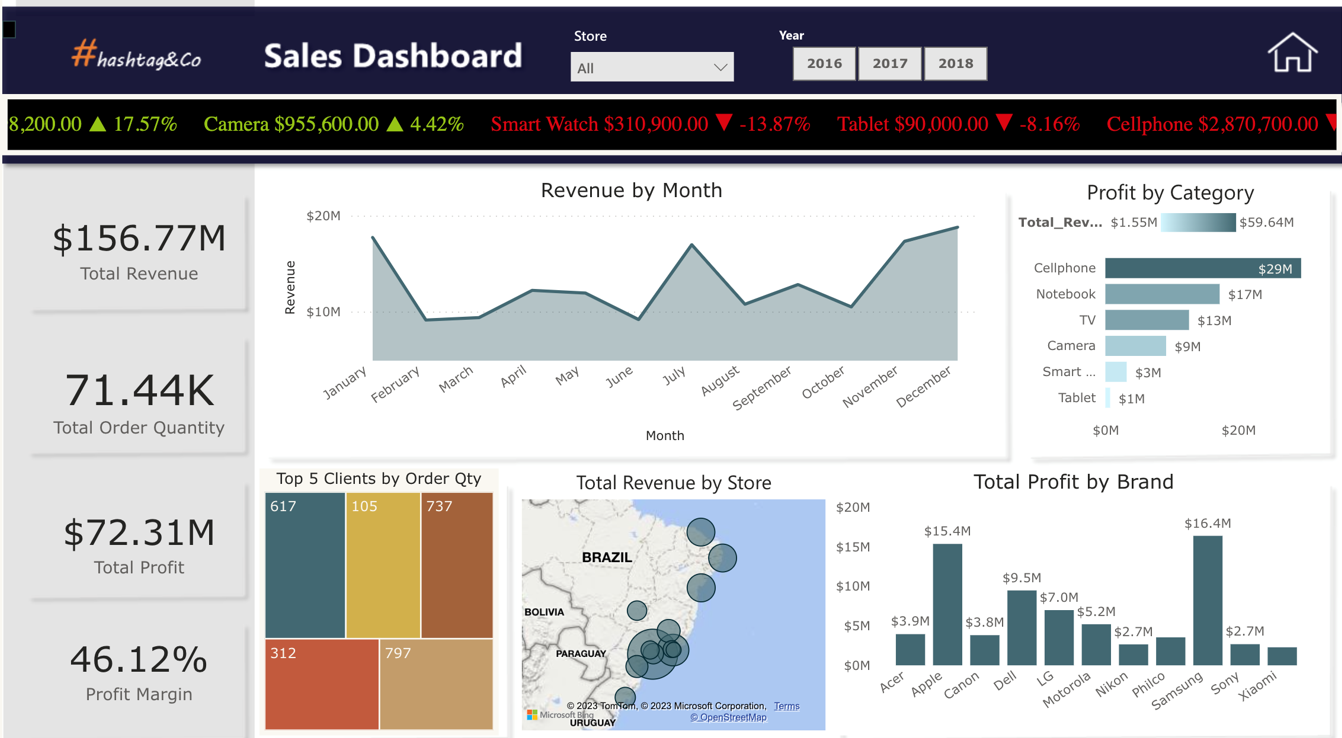 #hashtag&Co
Sales Dashboard
Store
All
Year
2016
2017
2018
8,200.00 ▲ 17.57% Camera $955,600.00 ▲ 4.42% Smart Watch $310,900.00 ▼ -13.87% Tablet $90,000.00 ▼ -8.16% Cellphone $2,870,700.00 ▼
$156.77M
Total Revenue
71.44K
Total Order Quantity
$72.31M
Total Profit
46.12%
Profit Margin
Revenue by Month
Revenue
$20M
$10M
January
February
March
April
May
June
July
August
September
October
November
December
Month
Profit by Category
Total_Rev... $1.55M $59.64M
Cellphone $29M
Notebook $17M
TV $13M
Camera $9M
Smart ... $3M
Tablet $1M
$0M $20M
Top 5 Clients by Order Qty
617
105
737
312
797
Total Revenue by Store
BRAZIL
BOLIVIA
PARAGUAY
URUGUAY
Microsoft Bing
© 2023 TomTom, © 2023 Microsoft Corporation, Terms
© OpenStreetMap
Total Profit by Brand
$20M
$15M
$10M
$5M
$0M
$3.9M
$15.4M
$3.8M
$9.5M
$7.0M
$5.2M
$2.7M
$16.4M
$2.7M
Acer
Apple
Canon
Dell
LG
Motorola
Nikon
Philco
Samsung
Sony
Xiaomi